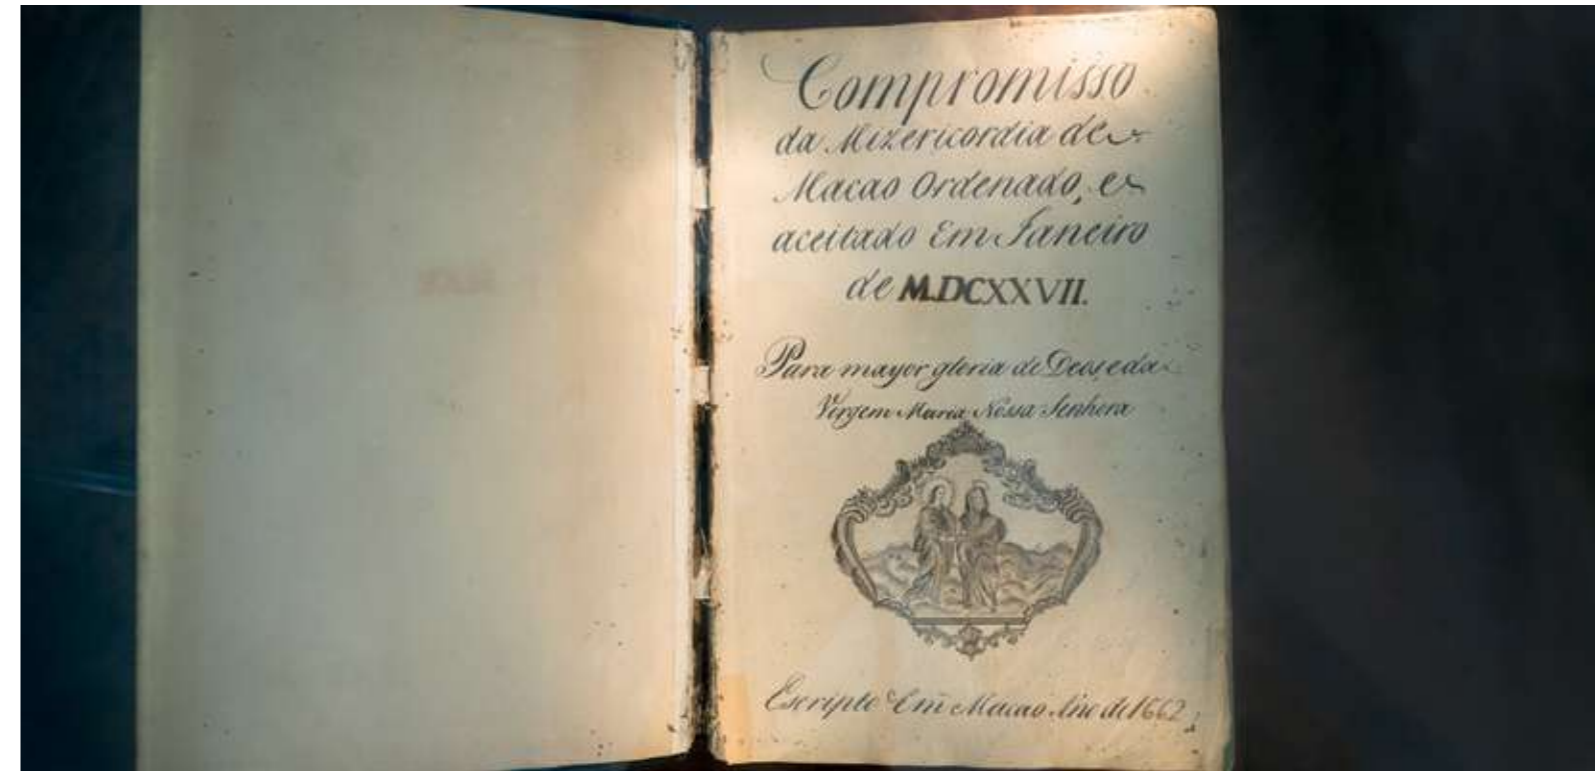 Compromisso
da Mizericordia de
Macao Ordenado, e
aceitado Em Janeiro
de M.DCXXVII.
Para mayor gloria de Deos, e da
Virgem Maria Nossa Senhora
Escripto Em Macao Ano de 1662